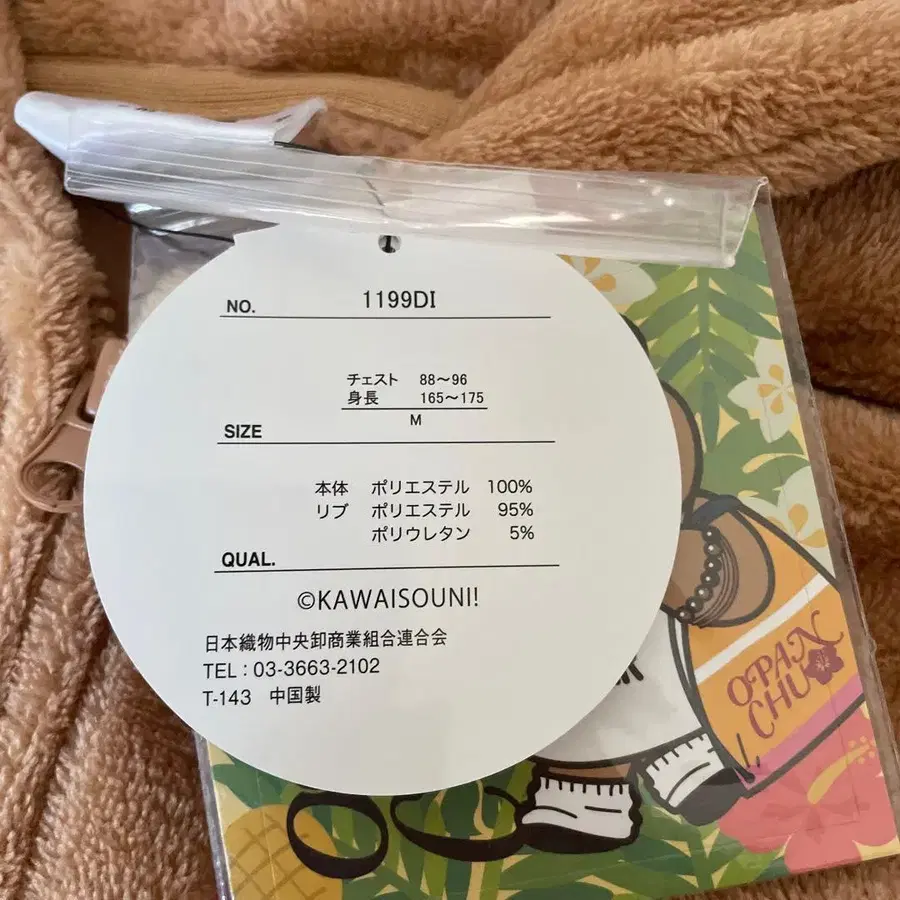 NO. 1199DI
チェスト 88～96
身長 165～175
M
SIZE
本体 ポリエステル 100%
リブ ポリエステル 95%
ポリウレタン 5%
QUAL.
©KAWAISOUNI!
日本織物中央卸商業組合連合会
TEL：03-3663-2102
T-143 中国製
OPAN
CHU